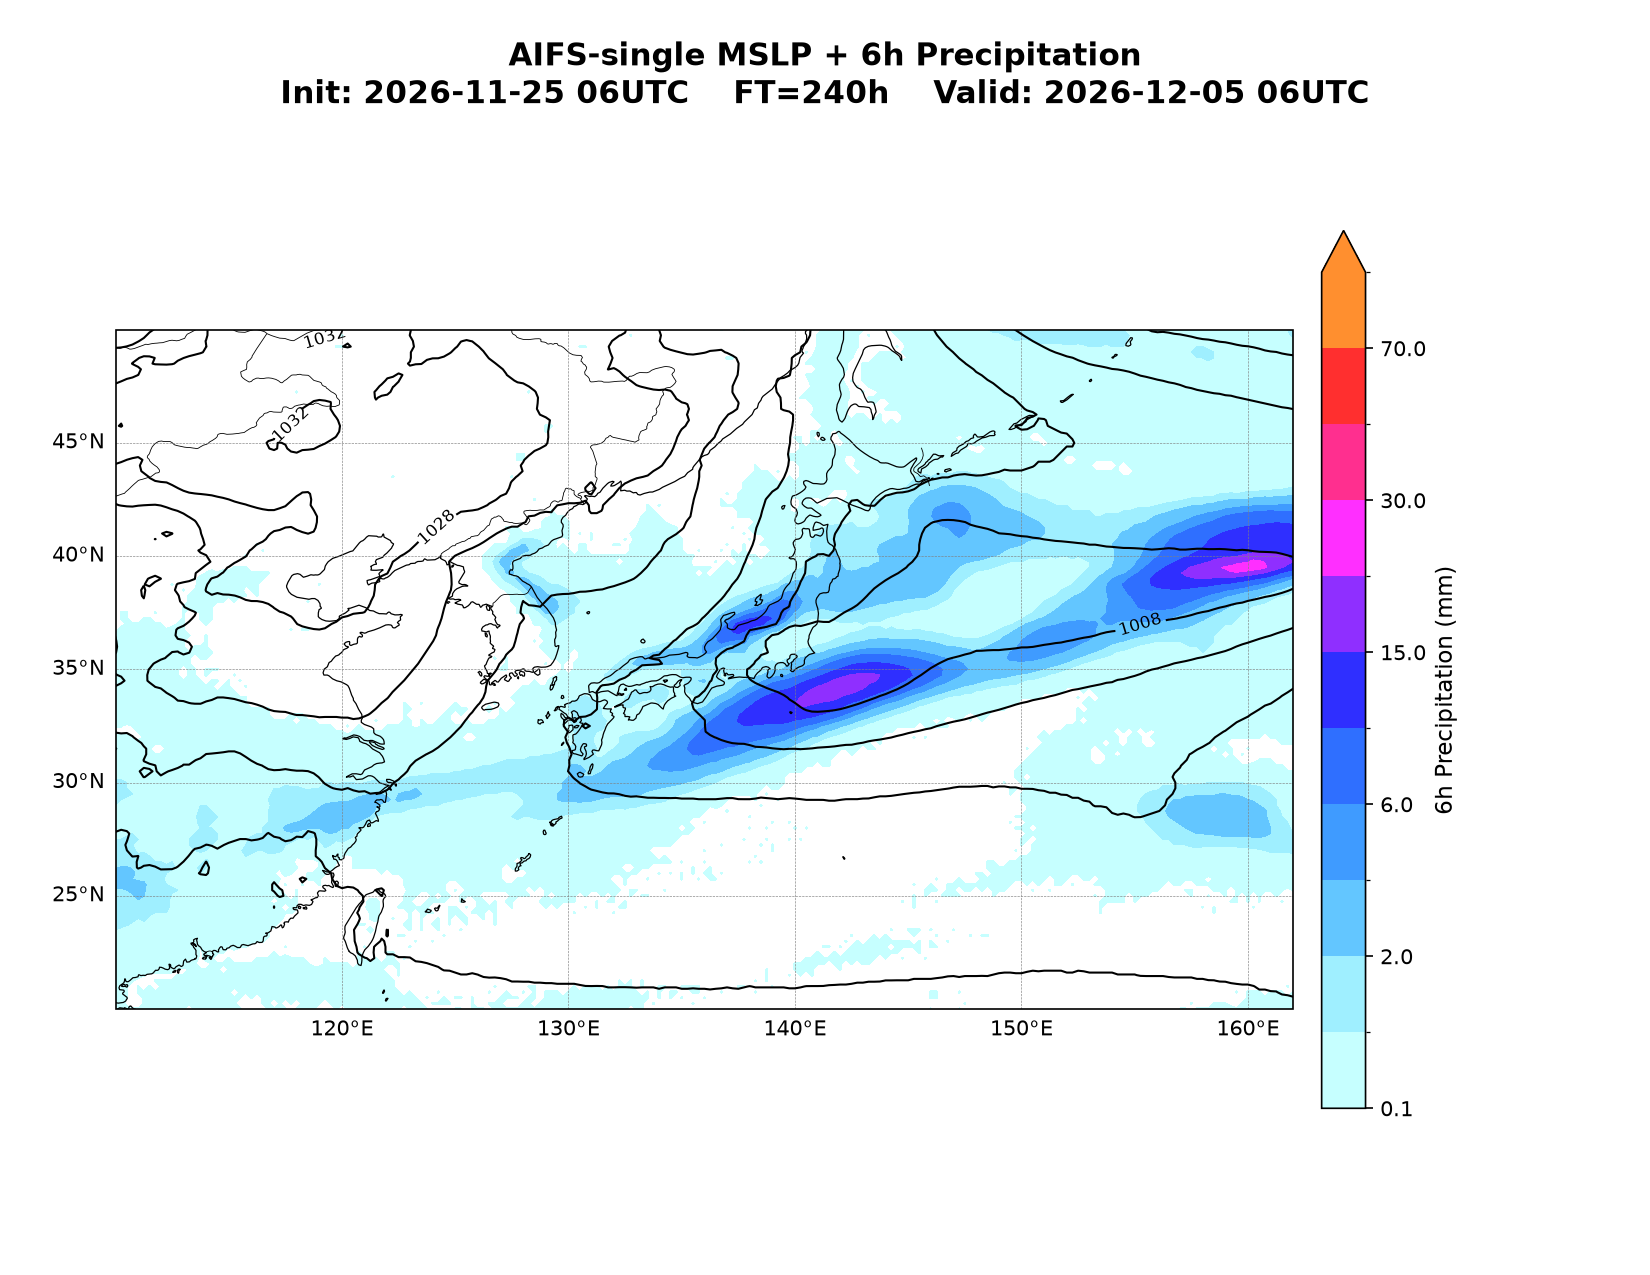 AIFS-single MSLP + 6h Precipitation
Init: 2026-11-25 06UTC    FT=240h    Valid: 2026-12-05 06UTC
1032
1032
1028
1008
45°N
40°N
35°N
30°N
25°N
120°E
130°E
140°E
150°E
160°E
70.0
30.0
15.0
6.0
2.0
0.1
6h Precipitation (mm)